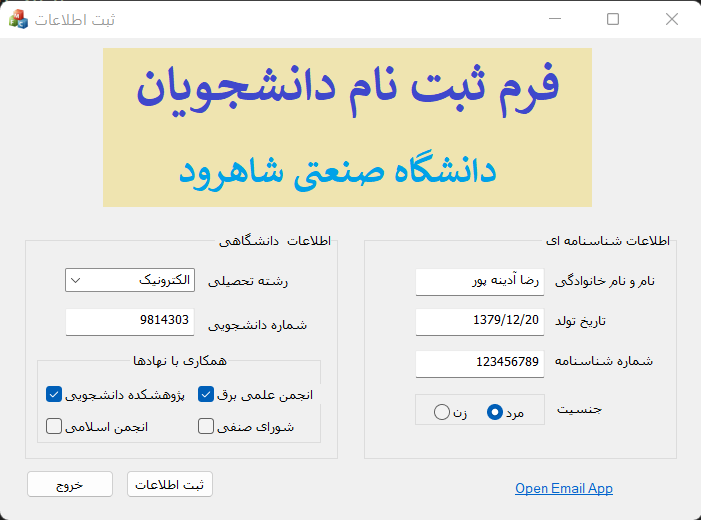 ثبت اطلاعات
فرم ثبت نام دانشجویان
دانشگاه صنعتی شاهرود
اطلاعات شناسنامه ای
نام و نام خانوادگی
رضا آدینه پور
تاریخ تولد
1379/12/20
شماره شناسنامه
123456789
جنسیت
مرد
زن
اطلاعات دانشگاهی
رشته تحصیلی
الکترونیک
شماره دانشجویی
9814303
همکاری با نهادها
انجمن علمی برق
پژوهشکده دانشجویی
شورای صنفی
انجمن اسلامی
Open Email App
ثبت اطلاعات
خروج